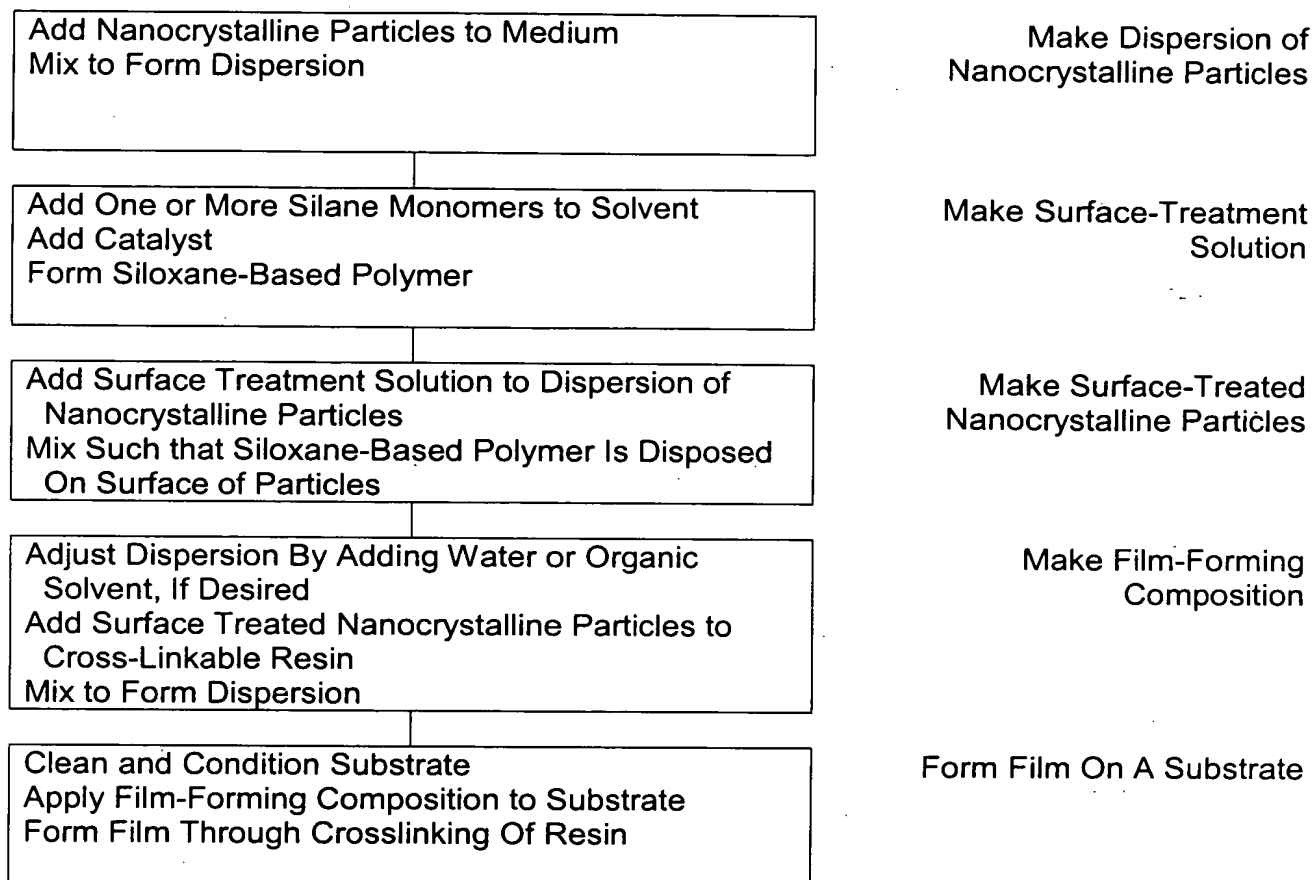 Add Nanocrystalline Particles to Medium
Mix to Form Dispersion
Make Dispersion of
Nanocrystalline Particles
Add One or More Silane Monomers to Solvent
Add Catalyst
Form Siloxane-Based Polymer
Make Surface-Treatment
Solution
Add Surface Treatment Solution to Dispersion of
Nanocrystalline Particles
Mix Such that Siloxane-Based Polymer Is Disposed
On Surface of Particles
Make Surface-Treated
Nanocrystalline Particles
Adjust Dispersion By Adding Water or Organic
Solvent, If Desired
Add Surface Treated Nanocrystalline Particles to
Cross-Linkable Resin
Mix to Form Dispersion
Make Film-Forming
Composition
Clean and Condition Substrate
Apply Film-Forming Composition to Substrate
Form Film Through Crosslinking Of Resin
Form Film On A Substrate